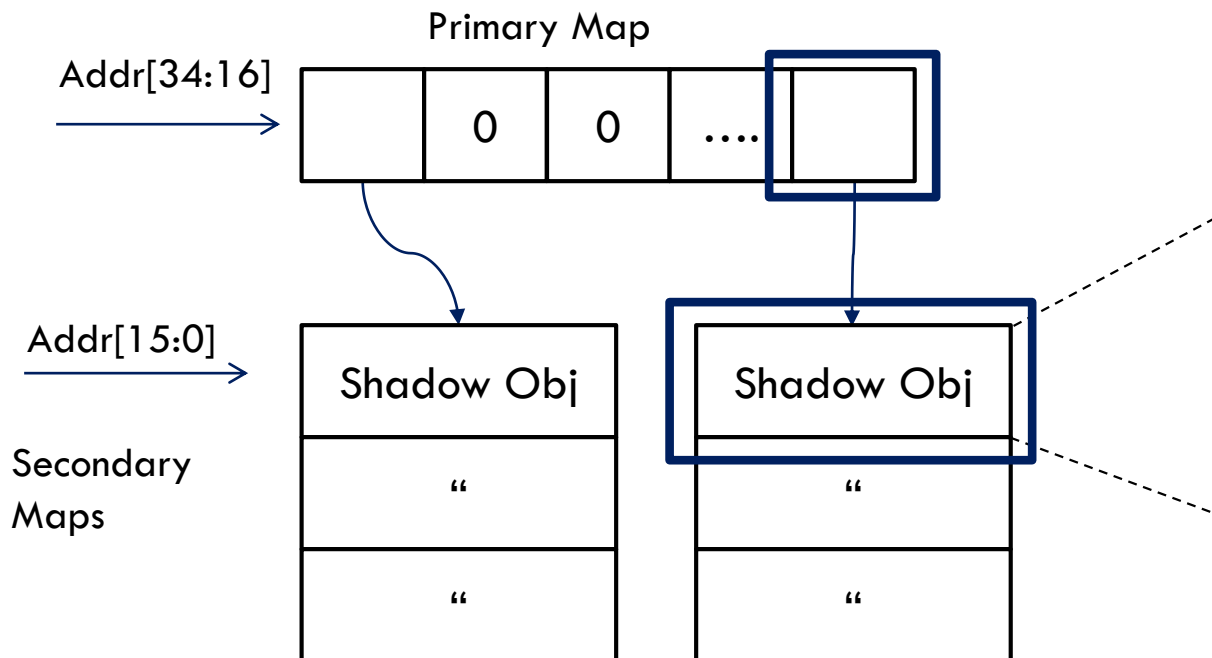 Primary Map
Addr[34:16]
0 0 ....
Addr[15:0]
Shadow Obj Shadow Obj
Secondary
Maps
“ “
“ “